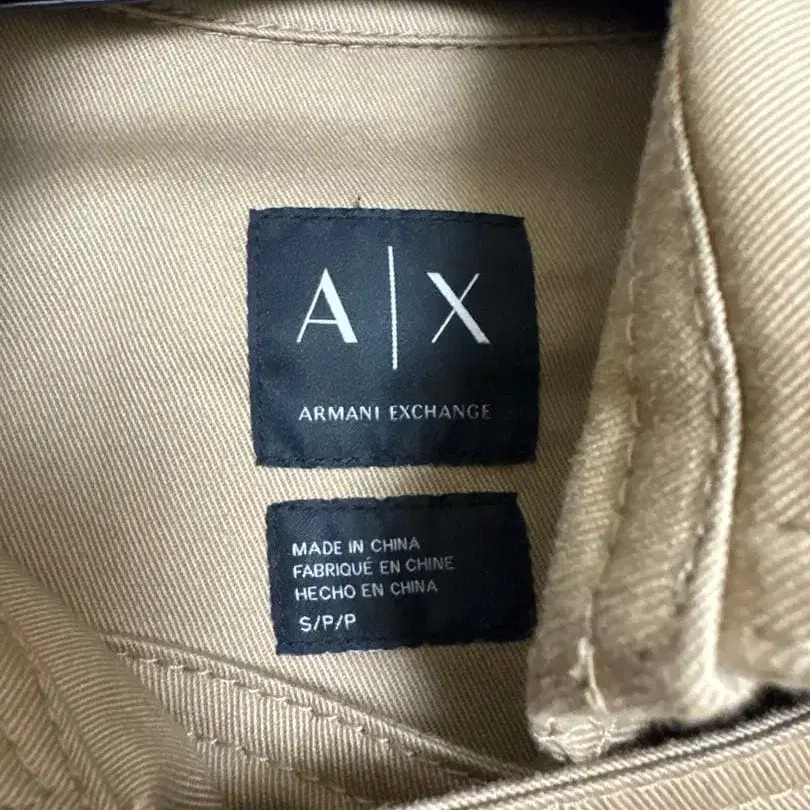 A|X
ARMANI EXCHANGE
MADE IN CHINA
FABRIQUÉ EN CHINE
HECHO EN CHINA
S/P/P